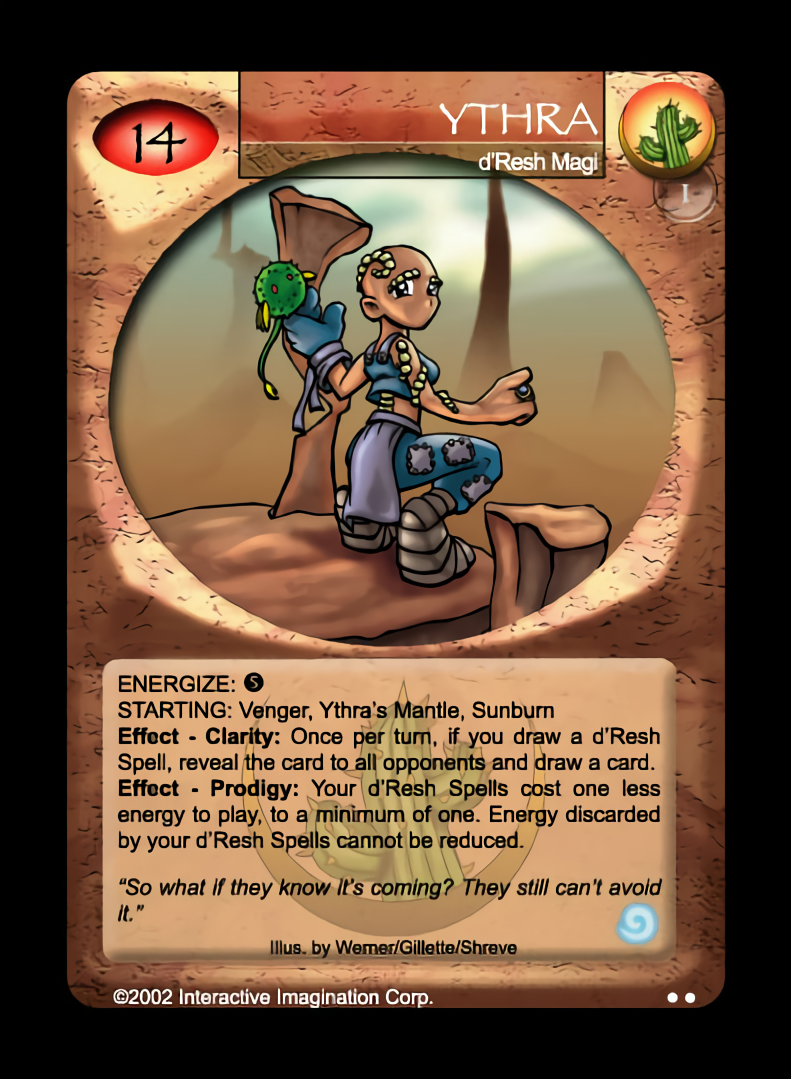 14
YTHRA
d'Resh Magi
I
ENERGIZE: 5
STARTING: Venger, Ythra's Mantle, Sunburn
Effect - Clarity: Once per turn, if you draw a d'Resh
Spell, reveal the card to all opponents and draw a card.
Effect - Prodigy: Your d'Resh Spells cost one less
energy to play, to a minimum of one. Energy discarded
by your d'Resh Spells cannot be reduced.
“So what if they know it's coming? They still can't avoid
it.”
Illus. by Werner/Gillette/Shreve
©2002 Interactive Imagination Corp.